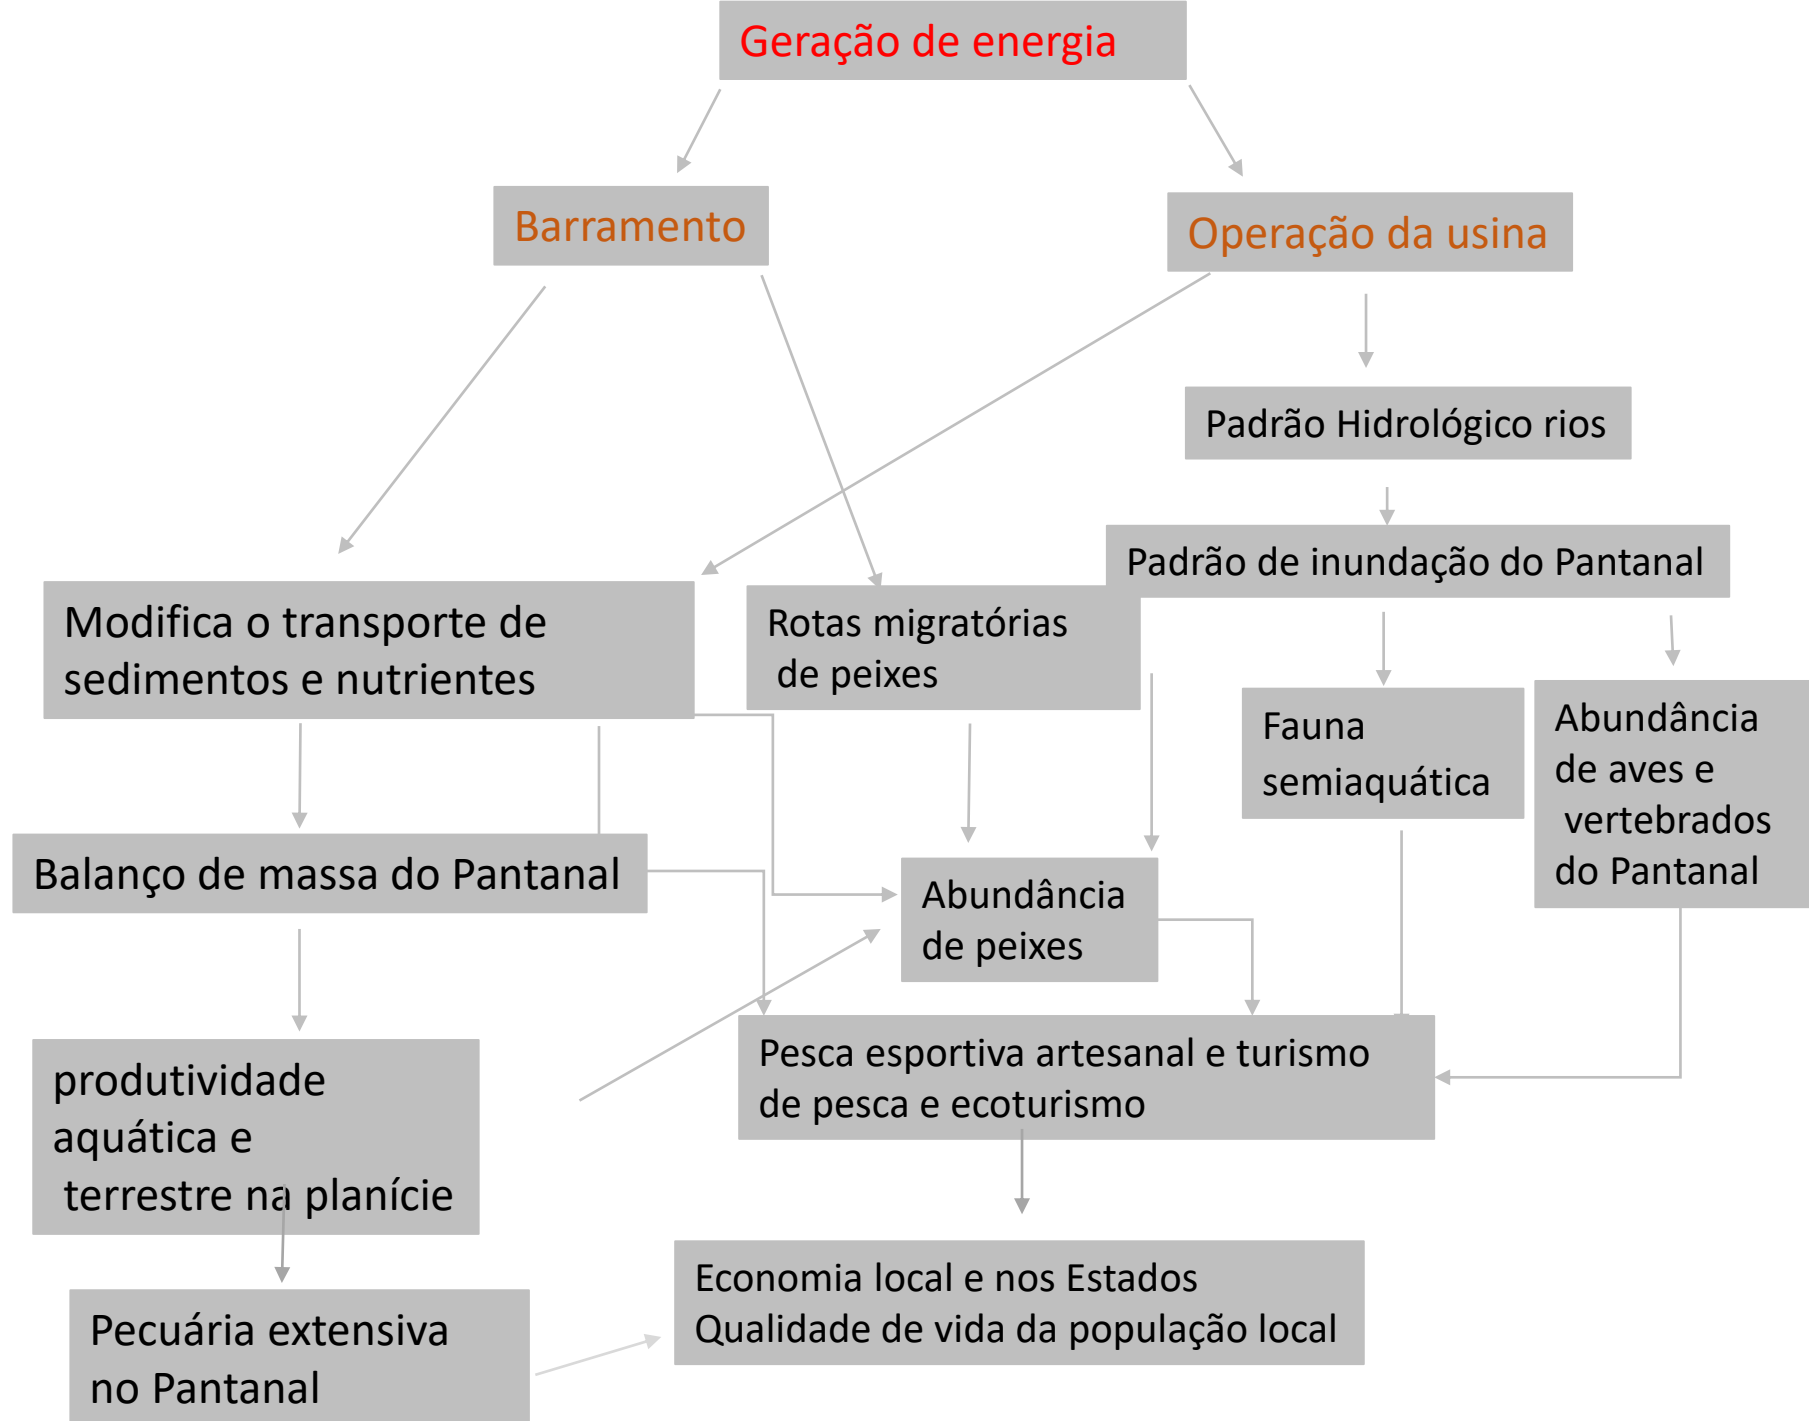 Geração de energia
Barramento
Operação da usina
Padrão Hidrológico rios
Padrão de inundação do Pantanal
Modifica o transporte de
sedimentos e nutrientes
Rotas migratórias
de peixes
Fauna
semiaquática
Abundância
de aves e
vertebrados
do Pantanal
Balanço de massa do Pantanal
Abundância
de peixes
produtividade
aquática e
terrestre na planície
Pesca esportiva artesanal e turismo
de pesca e ecoturismo
Economia local e nos Estados
Qualidade de vida da população local
Pecuária extensiva
no Pantanal